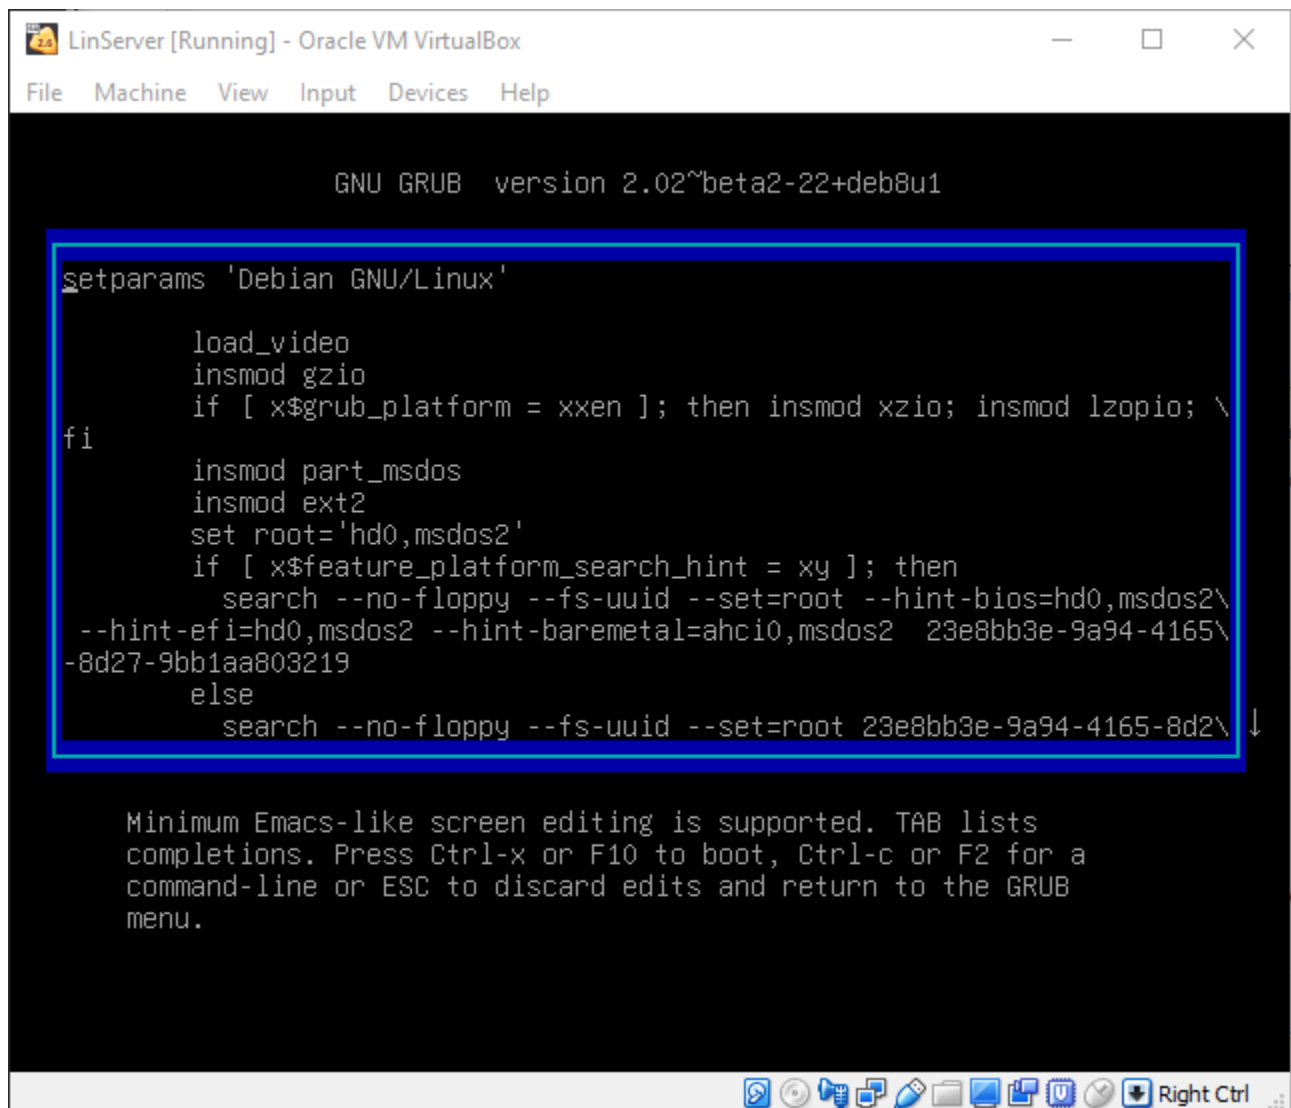 LinServer [Running] - Oracle VM VirtualBox
File Machine View Input Devices Help
GNU GRUB version 2.02~beta2-22+deb8u1
setparams 'Debian GNU/Linux'
load_video
insmod gzio
if [ x$grub_platform = xxen ]; then insmod xzio; insmod lzopio; \
fi
insmod part_msdos
insmod ext2
set root='hd0,msdos2'
if [ x$feature_platform_search_hint = xy ]; then
search --no-floppy --fs-uuid --set=root --hint-bios=hd0,msdos2\
--hint-efi=hd0,msdos2 --hint-baremetal=ahci0,msdos2 23e8bb3e-9a94-4165\
-8d27-9bb1aa803219
else
search --no-floppy --fs-uuid --set=root 23e8bb3e-9a94-4165-8d2\ ↓
Minimum Emacs-like screen editing is supported. TAB lists
completions. Press Ctrl-x or F10 to boot, Ctrl-c or F2 for a
command-line or ESC to discard edits and return to the GRUB
menu.
Right Ctrl